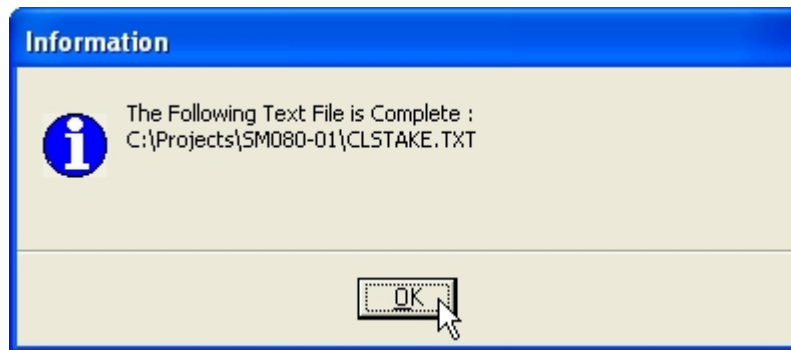 Information
The Following Text File is Complete :
C:\Projects\SM080-01\CLSTAKE.TXT
OK